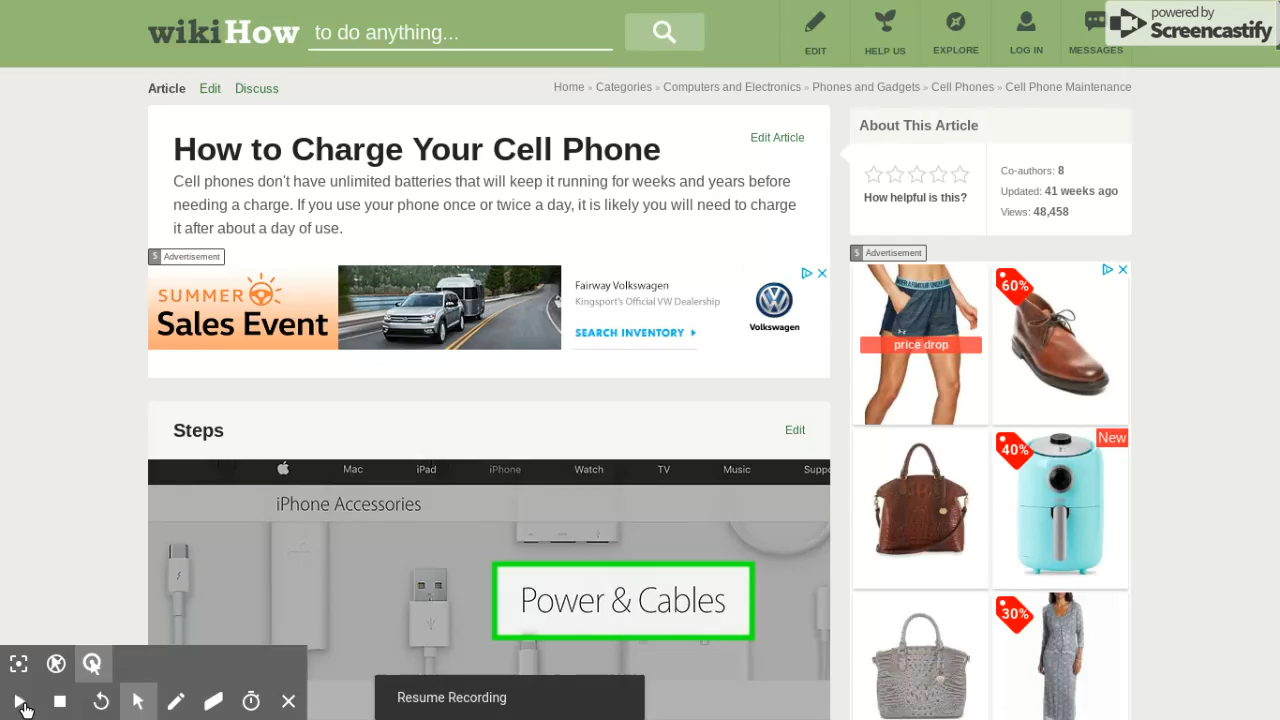 wikiHow
to do anything...
EDIT
HELP US
EXPLORE
LOG IN
MESSAGES
powered by
Screencastify
Article
Edit
Discuss
Home » Categories » Computers and Electronics » Phones and Gadgets » Cell Phones » Cell Phone Maintenance
How to Charge Your Cell Phone
Edit Article
Cell phones don't have unlimited batteries that will keep it running for weeks and years before
needing a charge. If you use your phone once or twice a day, it is likely you will need to charge
it after about a day of use.
$ Advertisement
SUMMER
Sales Event
Fairway Volkswagen
Kingsport's Official VW Dealership
SEARCH INVENTORY
Volkswagen
About This Article
How helpful is this?
Co-authors: 8
Updated: 41 weeks ago
Views: 48,458
$ Advertisement
price drop
60%
40%
New
30%
Steps
Edit
Mac
iPad
iPhone
Watch
TV
Music
Suppo
iPhone Accessories
Power & Cables
Resume Recording